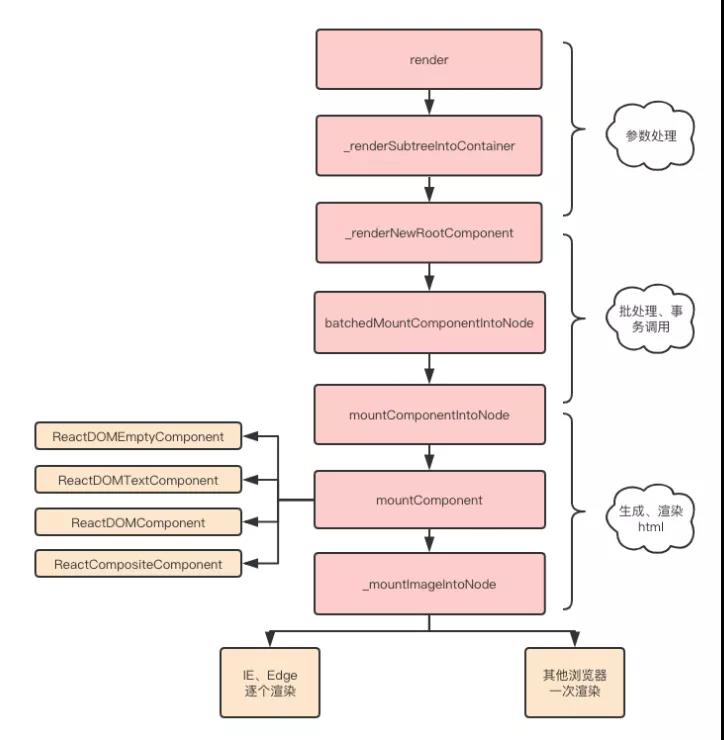 render
参数处理
_renderSubtreeIntoContainer
_renderNewRootComponent
批处理、事
务调用
batchedMountComponentIntoNode
mountComponentIntoNode
ReactDOMEmptyComponent
ReactDOMTextComponent
mountComponent
生成、渲染
html
ReactDOMComponent
ReactCompositeComponent
_mountImageIntoNode
IE、Edge
逐个渲染
其他浏览器
一次渲染